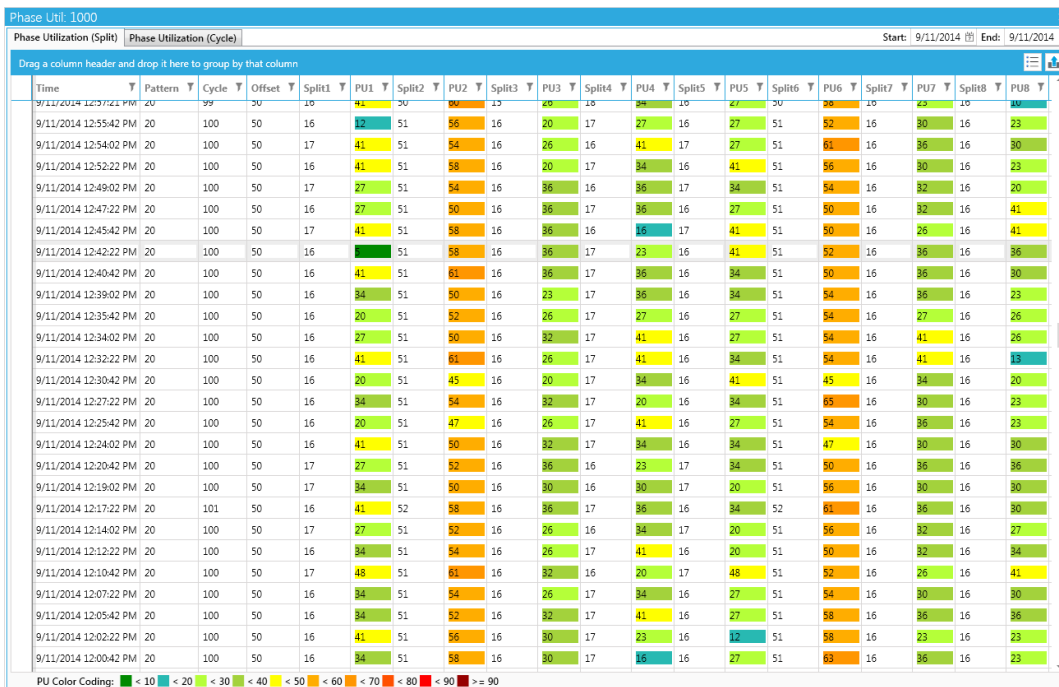 Phase Util: 1000
Phase Utilization (Split) Phase Utilization (Cycle) Start: 9/11/2014 End: 9/11/2014
Drag a column header and drop it here to group by that column
Time Pattern Cycle Offset Split1 PU1 Split2 PU2 Split3 PU3 Split4 PU4 Split5 PU5 Split6 PU6 Split7 PU7 Split8 PU8
9/11/2014 12:57:21 PM 20 99 50 16 41 50 60 15 26 18 34 16 27 50 58 16 23 16 10
9/11/2014 12:55:42 PM 20 100 50 16 12 51 56 16 20 17 27 16 27 51 52 16 30 16 23
9/11/2014 12:54:02 PM 20 100 50 17 41 51 54 16 26 16 41 17 27 51 61 16 36 16 30
9/11/2014 12:52:22 PM 20 100 50 16 41 51 58 16 20 17 34 16 41 51 56 16 30 16 23
9/11/2014 12:49:02 PM 20 100 50 17 27 51 54 16 36 16 36 17 34 51 54 16 32 16 20
9/11/2014 12:47:22 PM 20 100 50 16 27 51 50 16 36 17 36 16 27 51 50 16 32 16 41
9/11/2014 12:45:42 PM 20 100 50 17 41 51 58 16 36 16 16 17 41 51 50 16 26 16 41
9/11/2014 12:42:22 PM 20 100 50 16 5 51 58 16 36 17 23 16 41 51 52 16 36 16 36
9/11/2014 12:40:42 PM 20 100 50 16 41 51 61 16 36 17 36 16 34 51 50 16 36 16 30
9/11/2014 12:39:02 PM 20 100 50 16 34 51 50 16 23 17 36 16 34 51 54 16 36 16 23
9/11/2014 12:35:42 PM 20 100 50 16 20 51 52 16 26 17 27 16 27 51 54 16 27 16 26
9/11/2014 12:34:02 PM 20 100 50 16 27 51 50 16 32 17 41 16 27 51 54 16 41 16 26
9/11/2014 12:32:22 PM 20 100 50 16 41 51 61 16 26 17 41 16 34 51 54 16 41 16 13
9/11/2014 12:30:42 PM 20 100 50 16 20 51 45 16 20 17 34 16 41 51 45 16 34 16 20
9/11/2014 12:27:22 PM 20 100 50 16 34 51 54 16 32 17 20 16 34 51 65 16 30 16 23
9/11/2014 12:25:42 PM 20 100 50 16 20 51 47 16 26 17 41 16 27 51 54 16 36 16 23
9/11/2014 12:24:02 PM 20 100 50 16 41 51 50 16 32 17 34 16 34 51 47 16 30 16 30
9/11/2014 12:20:42 PM 20 100 50 17 27 51 52 16 36 16 23 17 34 51 50 16 36 16 36
9/11/2014 12:19:02 PM 20 100 50 17 34 51 50 16 30 16 30 17 20 51 56 16 30 16 30
9/11/2014 12:17:22 PM 20 101 50 16 41 52 58 16 36 17 36 16 34 52 61 16 36 16 30
9/11/2014 12:14:02 PM 20 100 50 17 27 51 52 16 26 16 34 17 20 51 56 16 32 16 27
9/11/2014 12:12:22 PM 20 100 50 16 34 51 54 16 26 17 41 16 20 51 50 16 32 16 34
9/11/2014 12:10:42 PM 20 100 50 17 48 51 61 16 32 16 20 17 48 51 52 16 26 16 41
9/11/2014 12:07:22 PM 20 100 50 16 34 51 54 16 26 17 34 16 27 51 54 16 30 16 30
9/11/2014 12:05:42 PM 20 100 50 16 34 51 52 16 32 17 41 16 27 51 58 16 36 16 36
9/11/2014 12:02:22 PM 20 100 50 16 41 51 56 16 30 17 23 16 12 51 58 16 23 16 23
9/11/2014 12:00:42 PM 20 100 50 16 34 51 58 16 30 17 16 16 27 51 63 16 36 16 23
PU Color Coding: < 10 < 20 < 30 < 40 < 50 < 60 < 70 < 80 < 90 >= 90